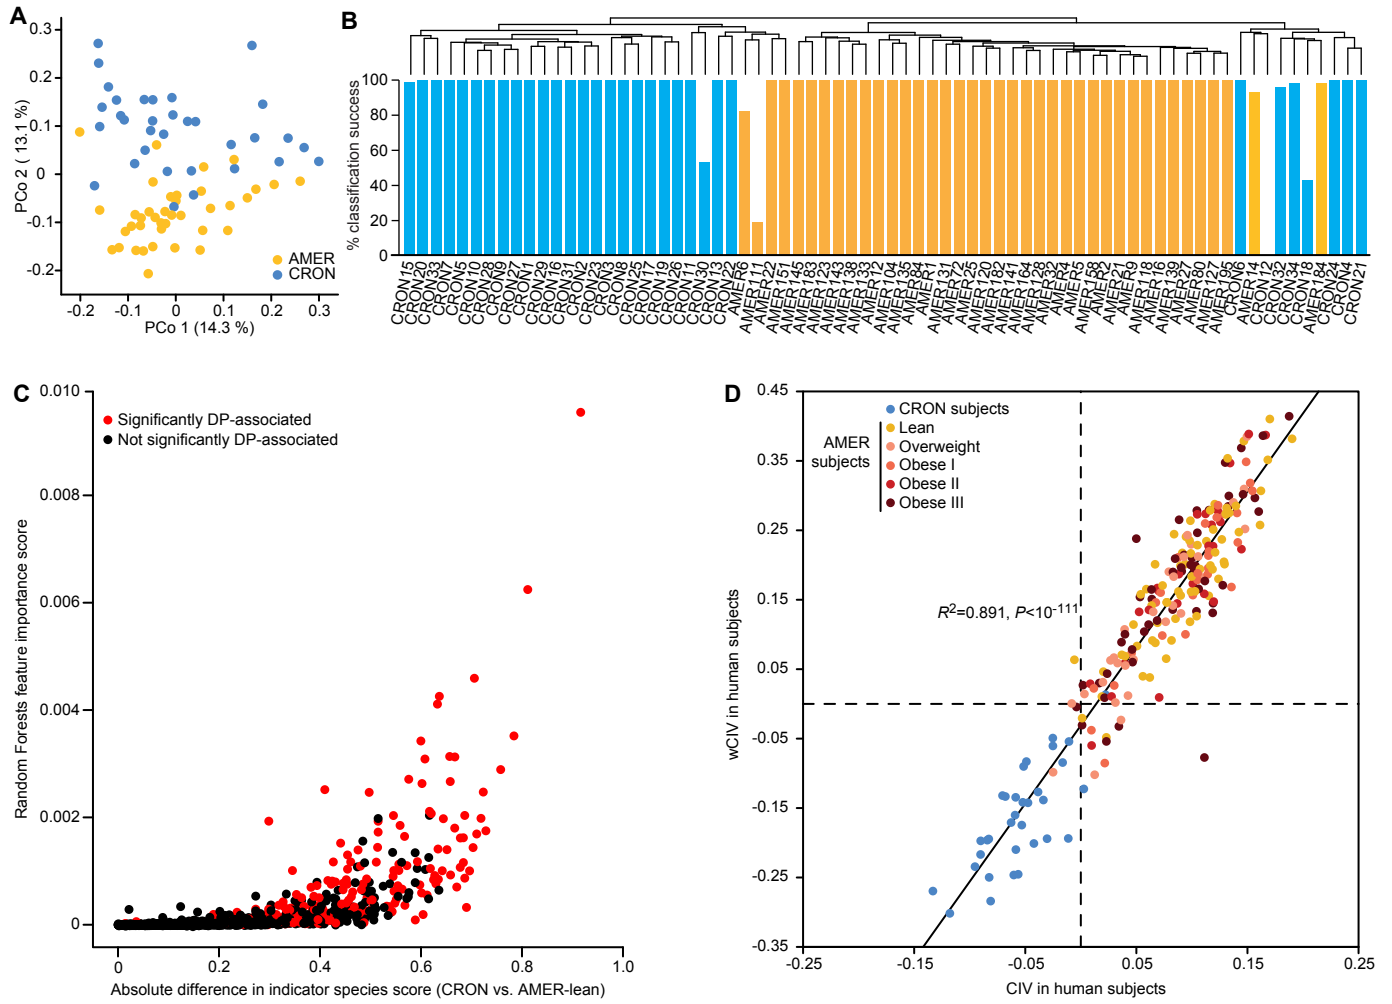 A
0.3
0.2
0.1
0
-0.1
-0.2
PCo 2 ( 13.1 %)
AMER
CRON
-0.2
-0.1
0.0
0.1
0.2
0.3
PCo 1 (14.3 %)
B
100
80
60
40
20
0
% classification success
CRON15
CRON20
CRON33
CRON7
CRON5
CRON10
CRON28
CRON9
CRON27
CRON1
CRON29
CRON16
CRON31
CRON2
CRON23
CRON3
CRON8
CRON25
CRON17
CRON19
CRON26
CRON11
CRON30
CRON13
CRON22
AMER6
AMER11
AMER22
AMER151
AMER145
AMER183
AMER123
AMER143
AMER138
AMER133
AMER12
AMER104
AMER135
AMER84
AMER1
AMER131
AMER72
AMER25
AMER120
AMER182
AMER141
AMER164
AMER128
AMER32
AMER4
AMER5
AMER158
AMER2
AMER21
AMER9
AMER118
AMER16
AMER139
AMER27
AMER80
AMER127
AMER195
CRON6
AMER14
CRON12
CRON32
CRON34
CRON18
AMER184
CRON24
CRON4
CRON21
C
0.010
0.008
0.006
0.004
0.002
0
Random Forests feature importance score
Significantly DP-associated
Not significantly DP-associated
0
0.2
0.4
0.6
0.8
1.0
Absolute difference in indicator species score (CRON vs. AMER-lean)
D
0.45
0.35
0.25
0.15
0.05
-0.05
-0.15
-0.25
-0.35
wCIV in human subjects
CRON subjects
AMER subjects
Lean
Overweight
Obese I
Obese II
Obese III
R²=0.891, P<10⁻¹¹¹
-0.25
-0.15
-0.05
0.05
0.15
0.25
CIV in human subjects